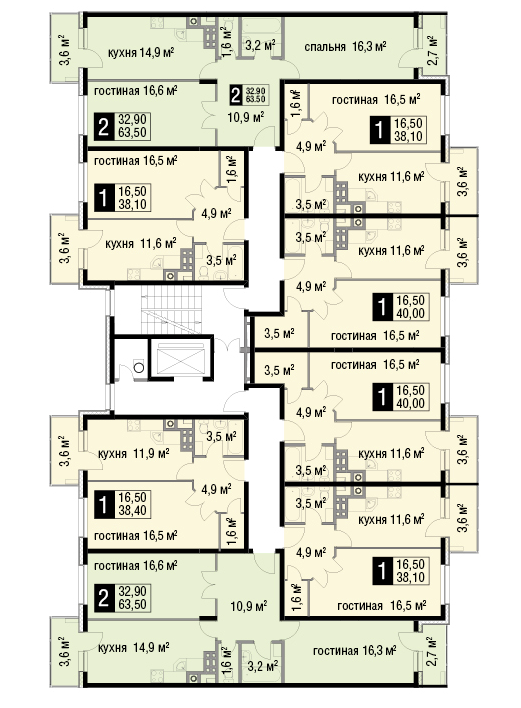 3,6 м²
кухня 14,9 м²
1,6 м²
3,2 м²
спальня 16,3 м²
2,7 м²
гостиная 16,6 м²
2
32,90
63,50
2
32.90
63.50
10,9 м²
1,6 м²
гостиная 16,5 м²
1
16,50
38,10
4,9 м²
кухня 11,6 м²
3,6 м²
3,5 м²
гостиная 16,5 м²
1,6 м²
1
16,50
38,10
4,9 м²
3,6 м²
кухня 11,6 м²
3,5 м²
3,5 м²
кухня 11,6 м²
3,6 м²
4,9 м²
1
16,50
40,00
3,5 м²
гостиная 16,5 м²
3,5 м²
гостиная 16,5 м²
1
16,50
40,00
4,9 м²
кухня 11,6 м²
3,6 м²
3,5 м²
3,6 м²
кухня 11,9 м²
3,5 м²
4,9 м²
1
16,50
38,40
гостиная 16,5 м²
1,6 м²
3,5 м²
кухня 11,6 м²
3,6 м²
4,9 м²
1
16,50
38,10
1,6 м²
гостиная 16,5 м²
гостиная 16,6 м²
2
32,90
63,50
10,9 м²
3,6 м²
кухня 14,9 м²
1,6 м²
3,2 м²
гостиная 16,3 м²
2,7 м²